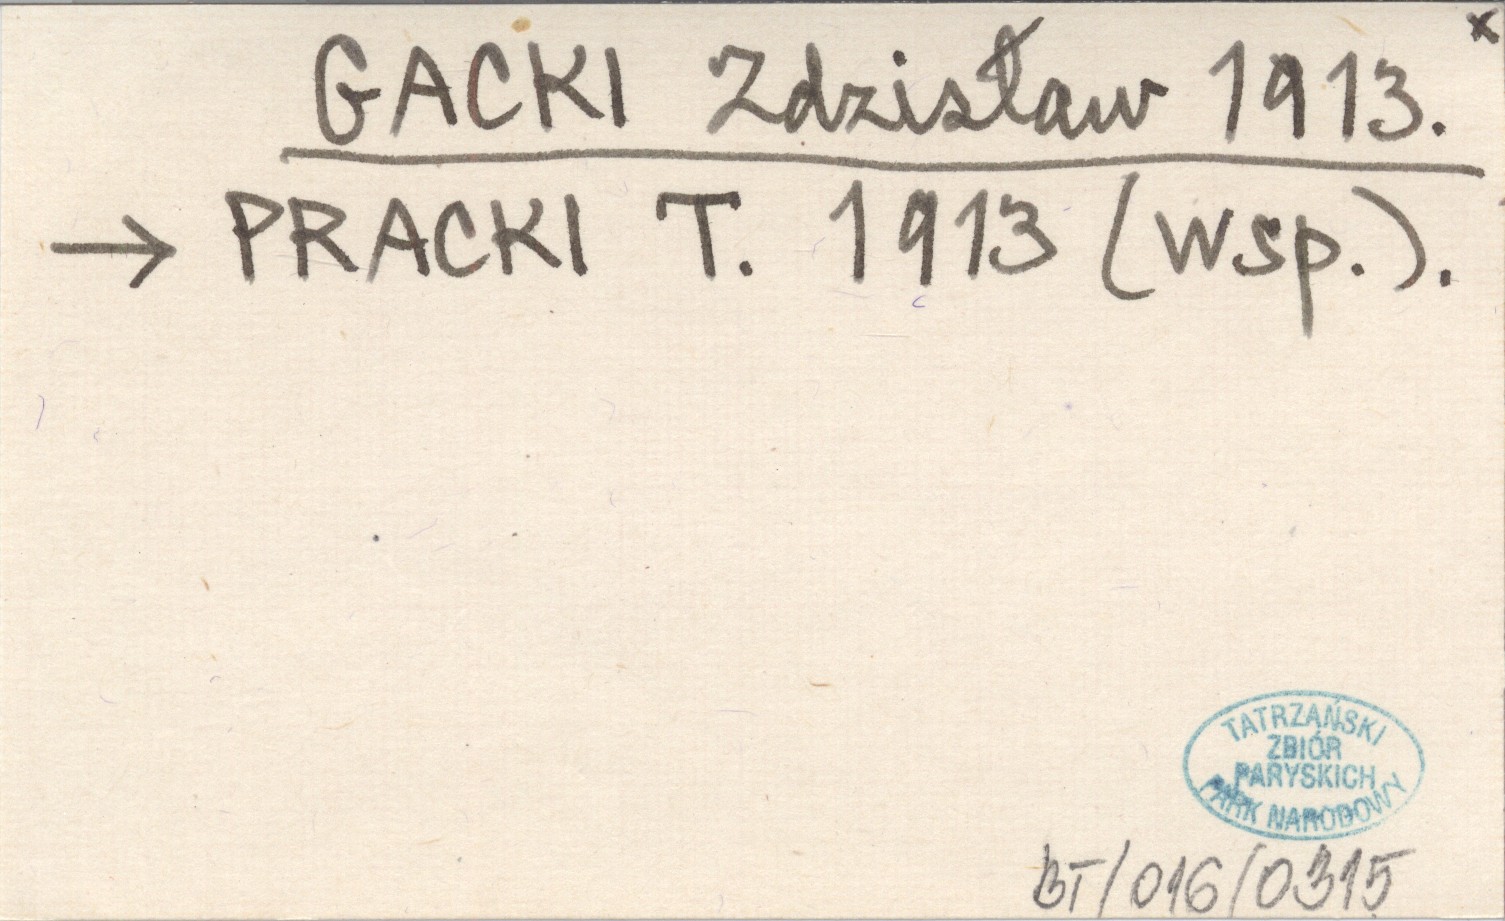 x
GACKI Zdzisław 1913.
→ PRACKI T. 1913 (wsp.).
TATRZAŃSKI
ZBIÓR
PARYSKICH
PARK NARODOWY
BT/016/0315